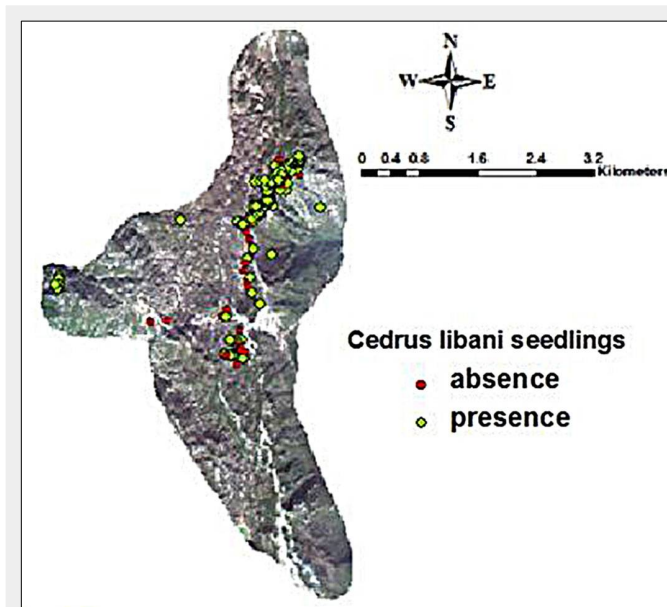 N
W E
S
0 0.4 0.8 1.6 2.4 3.2
Kilometers
Cedrus libani seedlings
absence
presence